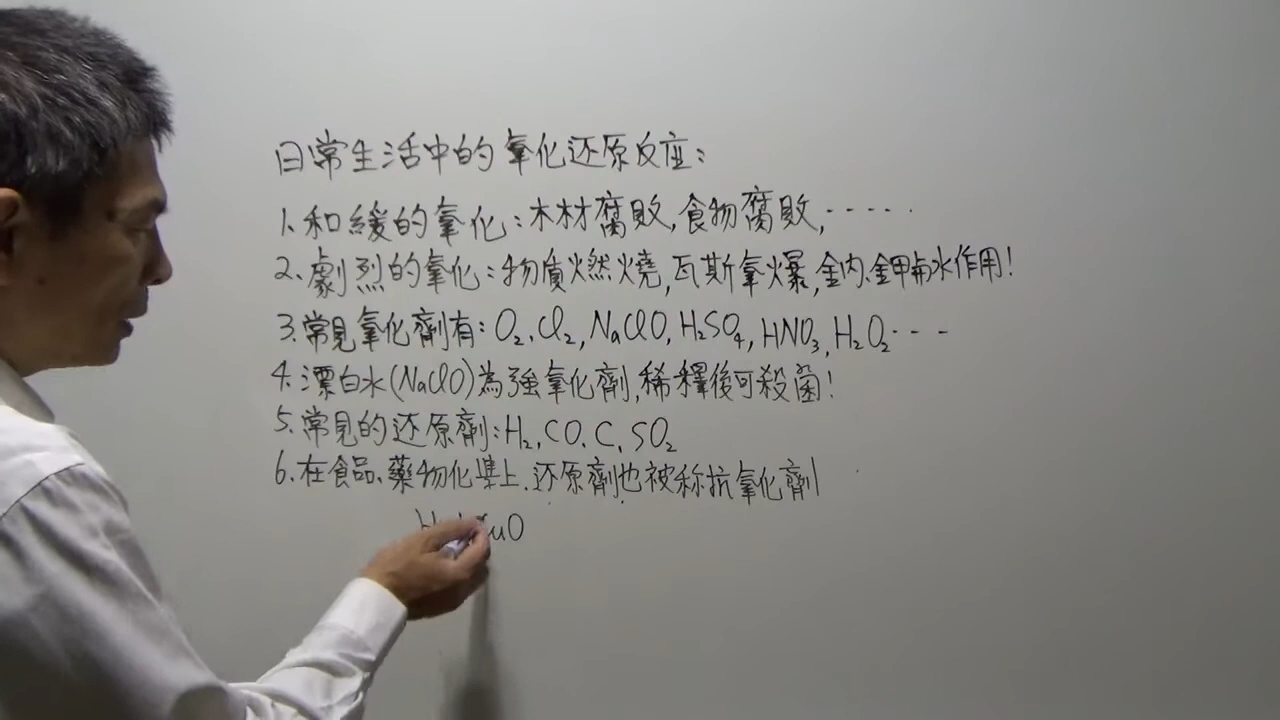 日常生活中的氧化还原反应:
1、和緩的氧化:木材腐敗,食物腐敗,‥‥‥
2、劇烈的氧化:物質燃燒,瓦斯氣爆,鈉、鉀與水作用!
3、常見氧化劑有:O₂、Cl₂,NaClO,H₂SO₄,HNO₃,H₂O₂‥‥
4、漂白水(NaClO)為強氧化劑,稀釋後可殺菌!
5、常見的还原劑:H₂、CO、C、SO₂
6、在食品、藥物化學上、还原劑也被称抗氧化劑
uO